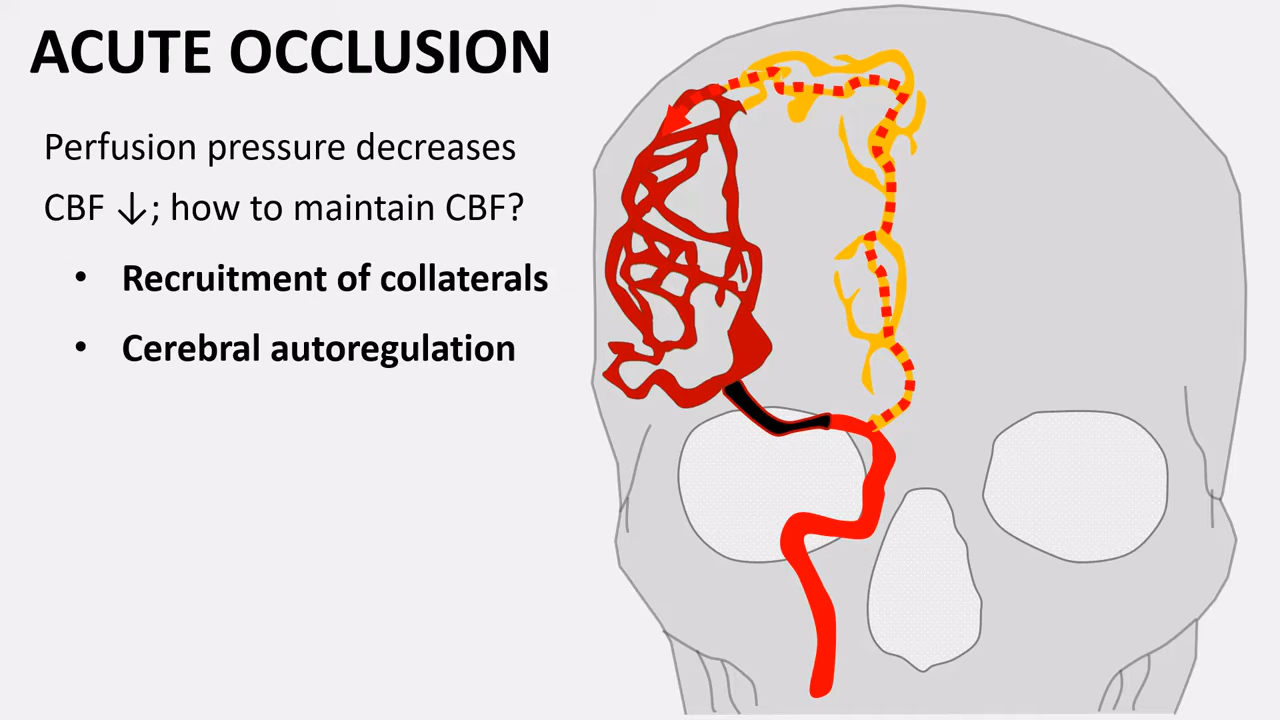 ACUTE OCCLUSION
Perfusion pressure decreases
CBF ↓; how to maintain CBF?
• Recruitment of collaterals
• Cerebral autoregulation